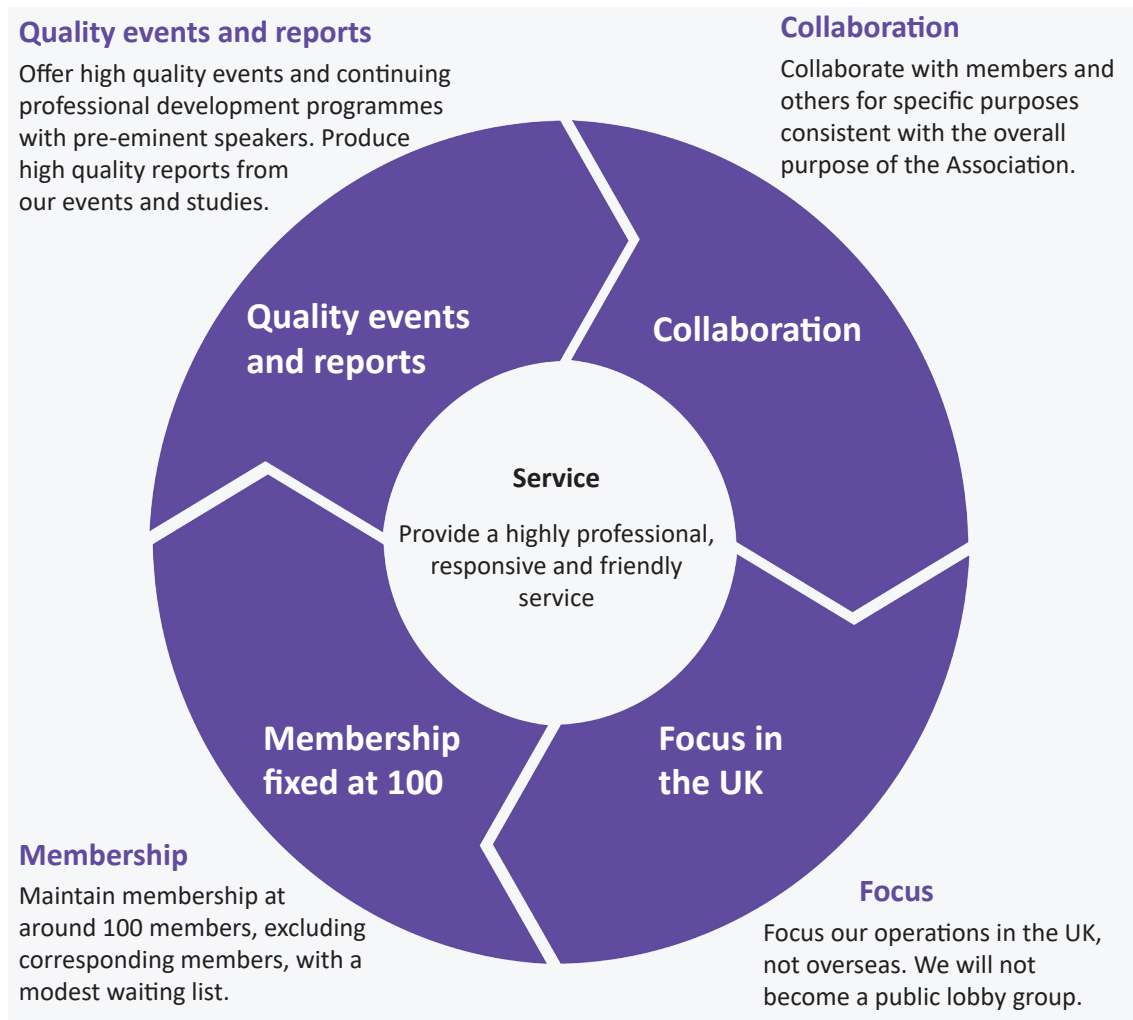 Quality events and reports
Offer high quality events and continuing
professional development programmes
with pre-eminent speakers. Produce
high quality reports from
our events and studies.
Collaboration
Collaborate with members and
others for specific purposes
consistent with the overall
purpose of the Association.
Quality events
and reports
Collaboration
Service
Provide a highly professional,
responsive and friendly
service
Membership
fixed at 100
Focus in
the UK
Membership
Maintain membership at
around 100 members, excluding
corresponding members, with a
modest waiting list.
Focus
Focus our operations in the UK,
not overseas. We will not
become a public lobby group.